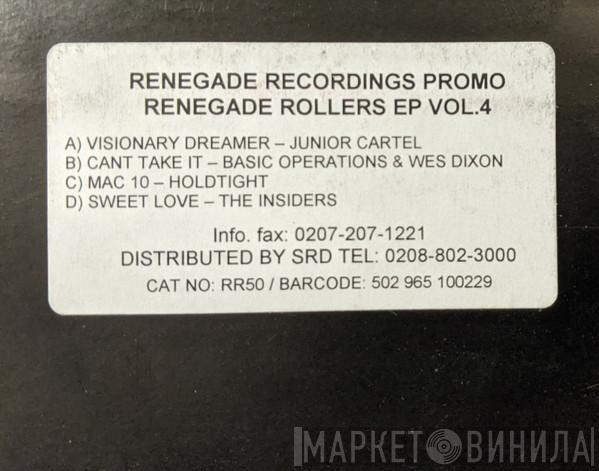 RENEGADE RECORDINGS PROMO
RENEGADE ROLLERS EP VOL.4
A) VISIONARY DREAMER – JUNIOR CARTEL
B) CANT TAKE IT – BASIC OPERATIONS & WES DIXON
C) MAC 10 – HOLDTIGHT
D) SWEET LOVE – THE INSIDERS
Info. fax: 0207-207-1221
DISTRIBUTED BY SRD TEL: 0208-802-3000
CAT NO: RR50 / BARCODE: 502 965 100229
МАРКЕТ ВИНИЛА